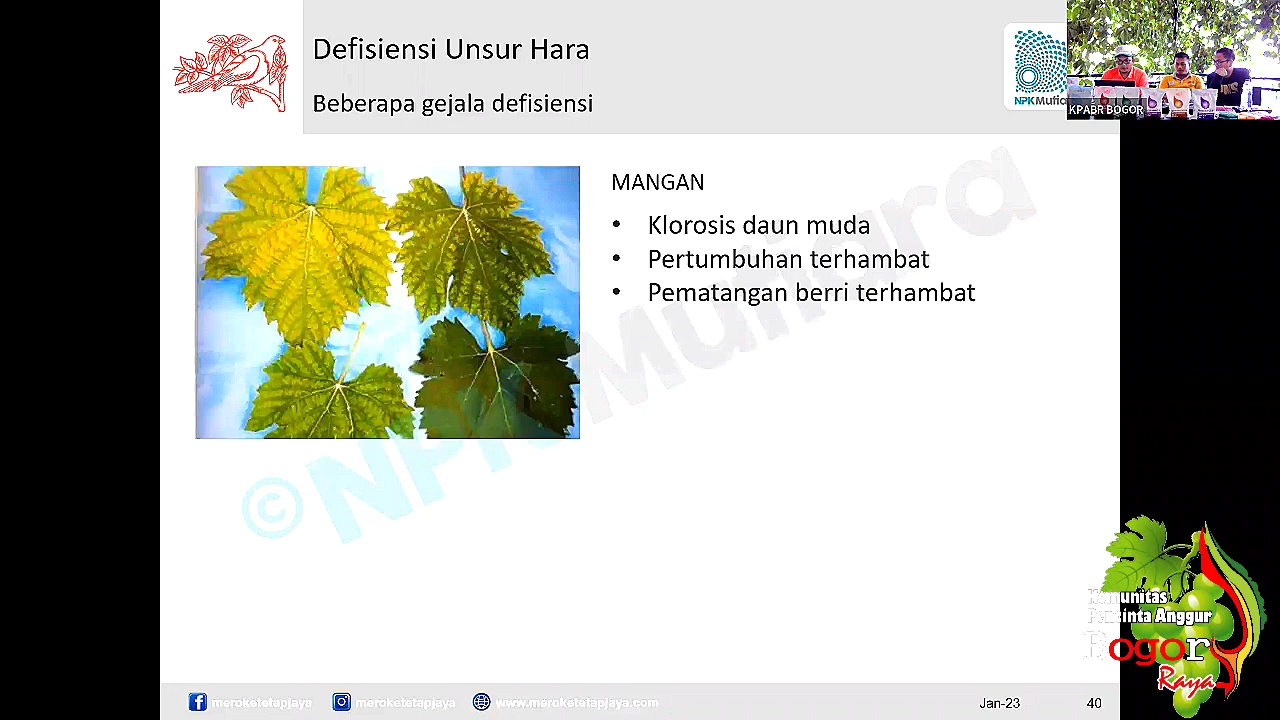 Defisiensi Unsur Hara
Beberapa gejala defisiensi
KPABR BOGOR
MANGAN
• Klorosis daun muda
• Pertumbuhan terhambat
• Pematangan berri terhambat
© NPK Mutiara
Komunitas
Pencinta Anggur
Bogor
Raya
meroketetapjaya
meroketetapjaya
www.meroketetapjaya.com
Jan-23
40